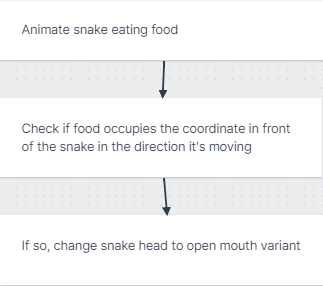 Animate snake eating food
Check if food occupies the coordinate in front
of the snake in the direction it's moving
If so, change snake head to open mouth variant